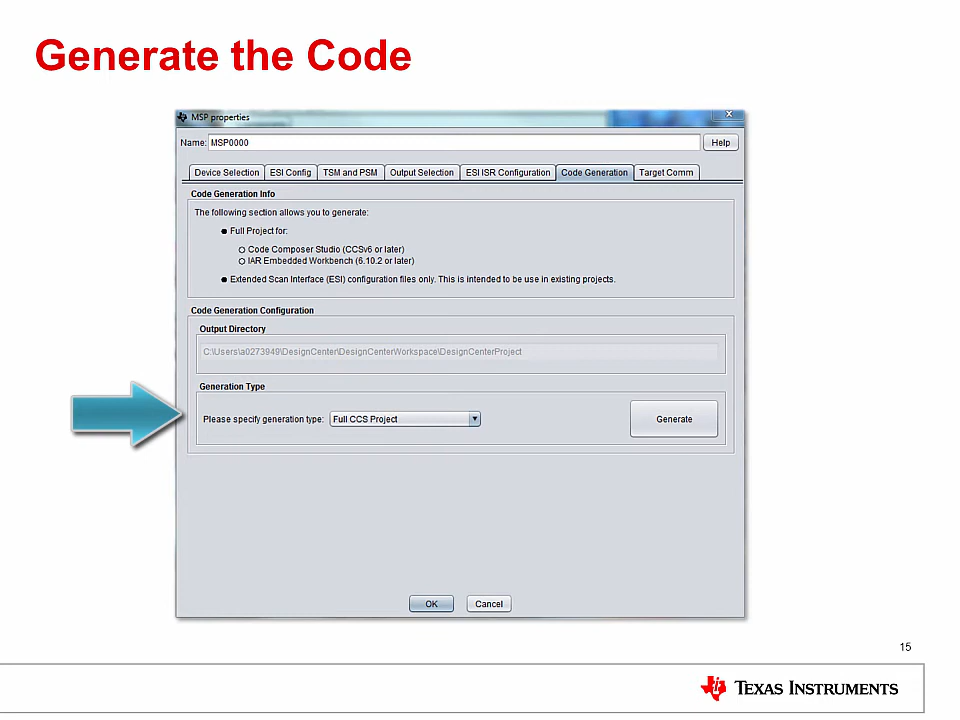 Generate the Code
MSP properties
Name: MSP0000 Help
Device Selection ESI Config TSM and PSM Output Selection ESI ISR Configuration Code Generation Target Comm
Code Generation Info
The following section allows you to generate:
Full Project for:
Code Composer Studio (CCSv6 or later)
IAR Embedded Workbench (6.10.2 or later)
Extended Scan Interface (ESI) configuration files only. This is intended to be use in existing projects.
Code Generation Configuration
Output Directory
C:\Users\a0273949\DesignCenter\DesignCenterWorkspace\DesignCenterProject
Generation Type
Please specify generation type: Full CCS Project Generate
OK Cancel
15
TEXAS INSTRUMENTS